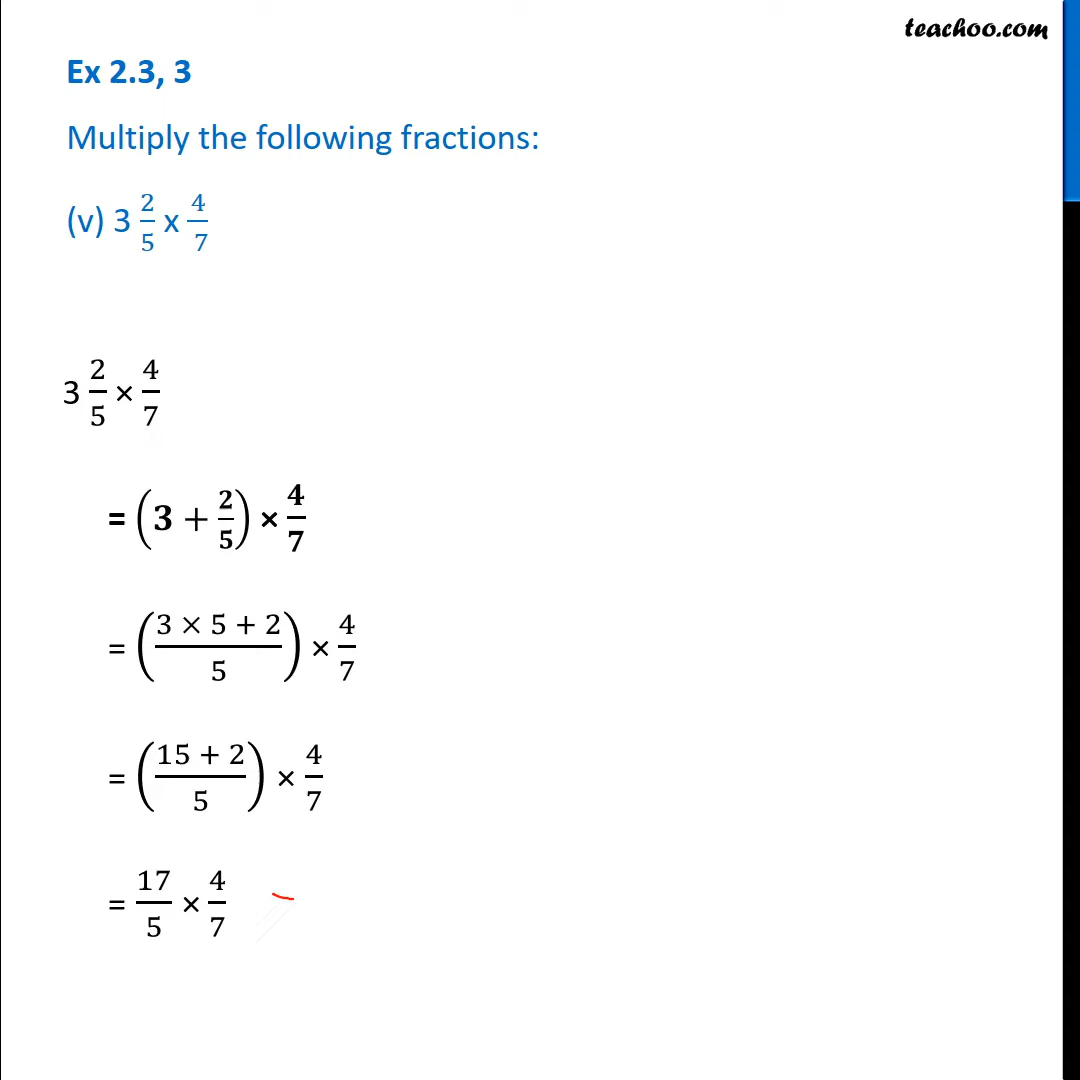 teachoo.com
Ex 2.3, 3
Multiply the following fractions:
(v) 3 2/5 x 4/7
3 2/5 × 4/7
= (3 + 2/5) × 4/7
= ((3 × 5 + 2)/5) × 4/7
= ((15 + 2)/5) × 4/7
= 17/5 × 4/7